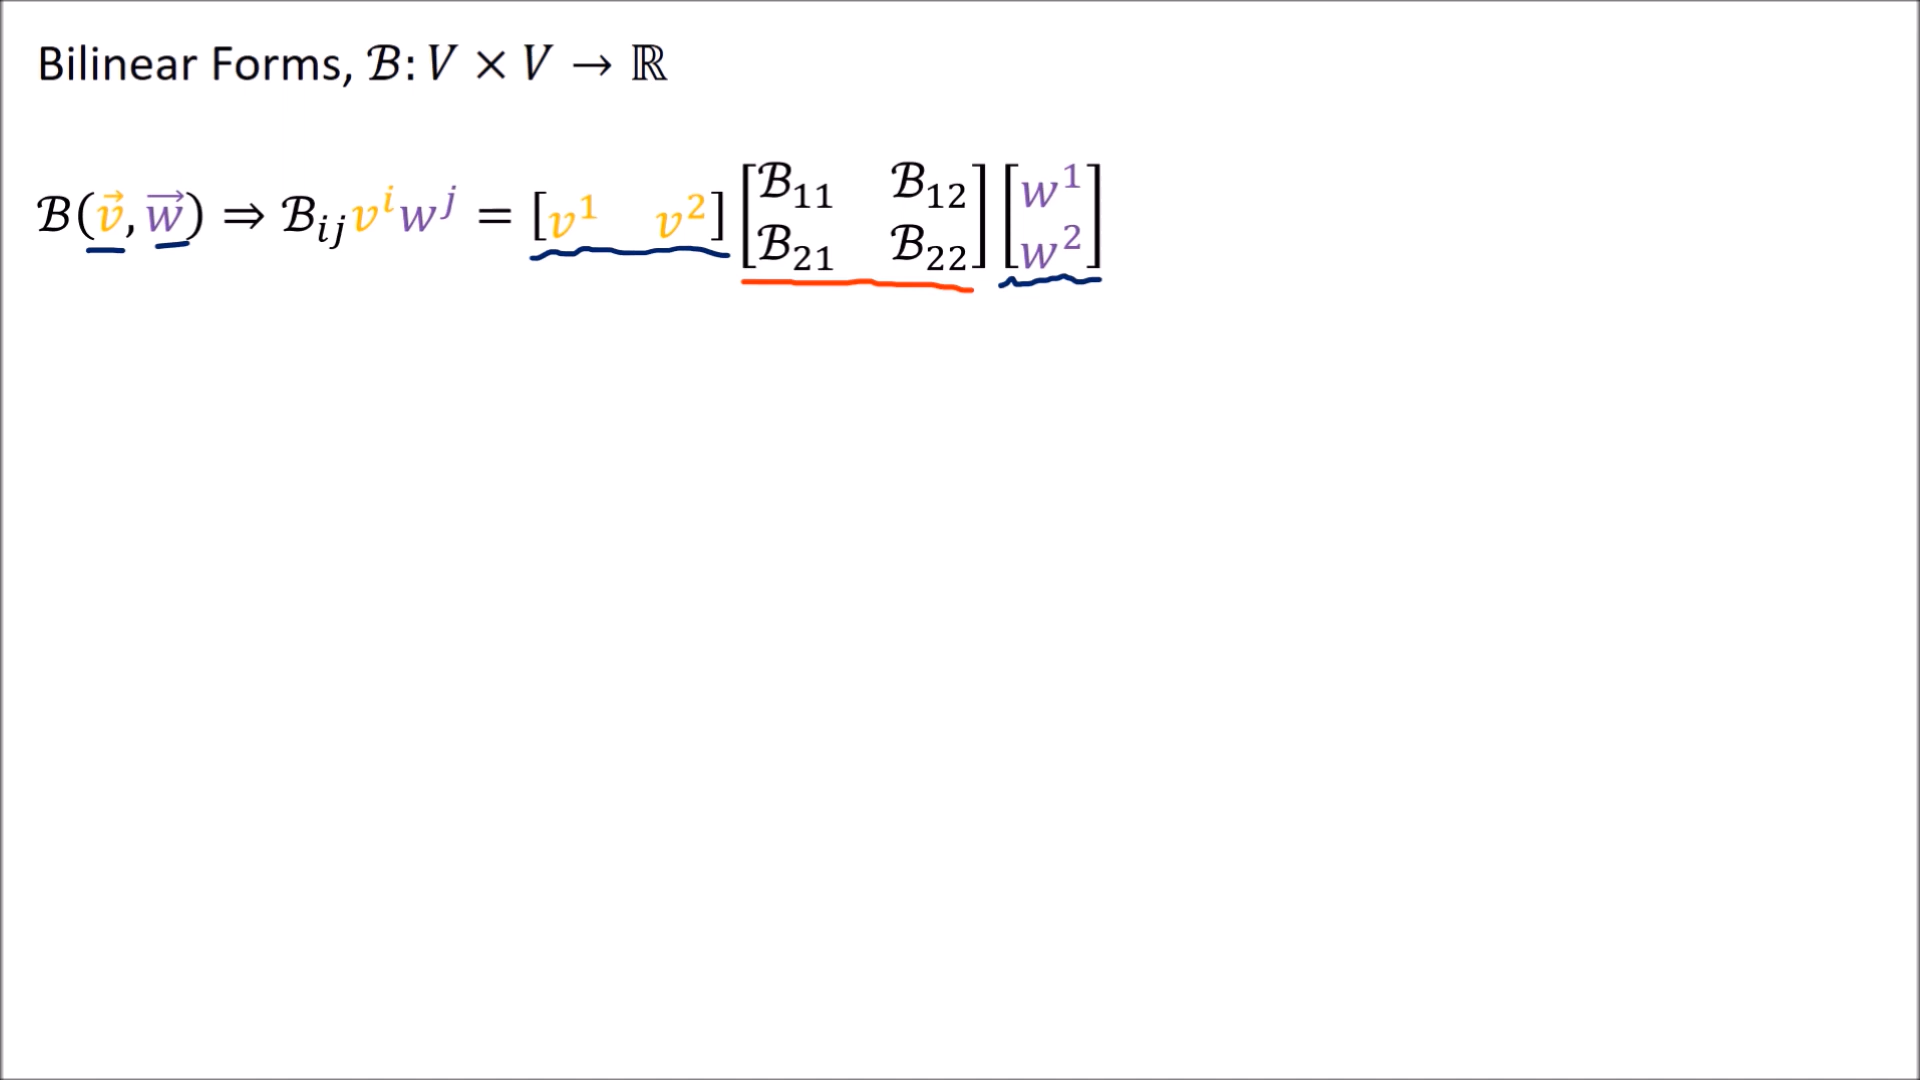 Bilinear Forms, ℬ: V × V → ℝ
ℬ(v⃗, w⃗) ⇒ ℬᵢⱼvⁱwʲ = [v¹ v²] [ℬ₁₁ ℬ₁₂; ℬ₂₁ ℬ₂₂] [w¹; w²]